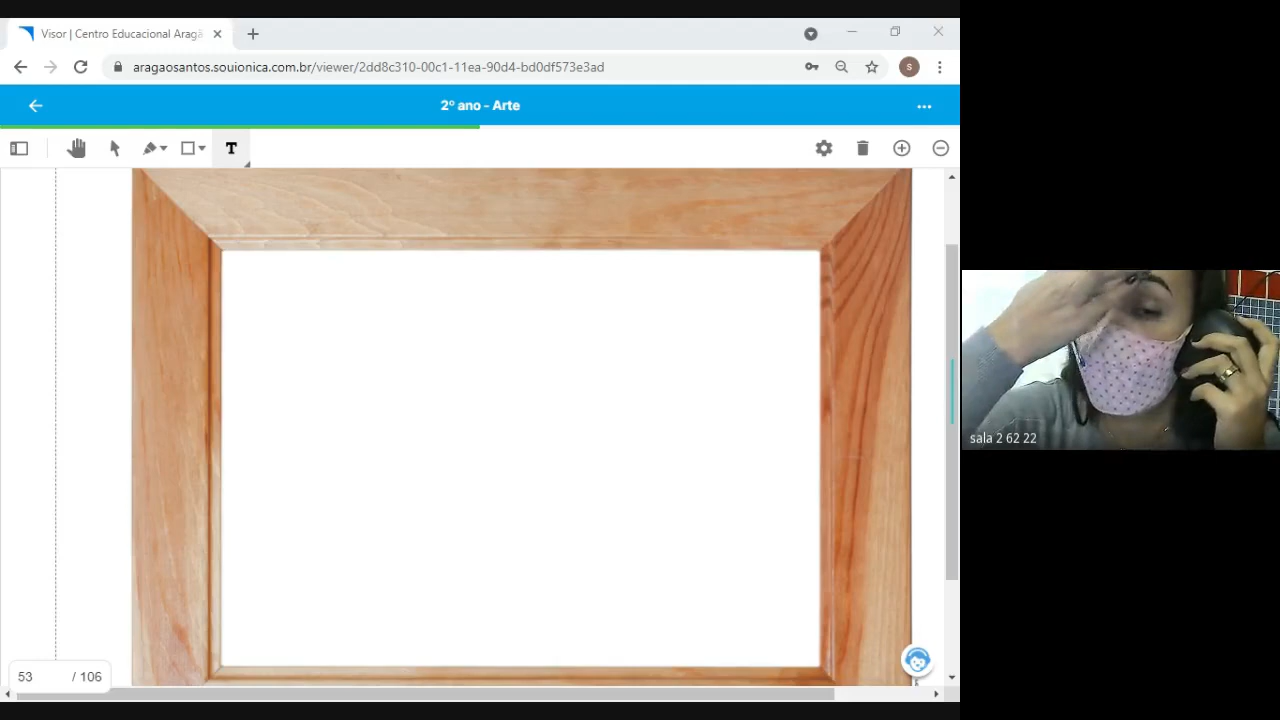 Visor | Centro Educacional Aragã
aragaosantos.souionica.com.br/viewer/2dd8c310-00c1-11ea-90d4-bd0df573e3ad
S
2º ano - Arte
T
sala 2 62 22
53 / 106